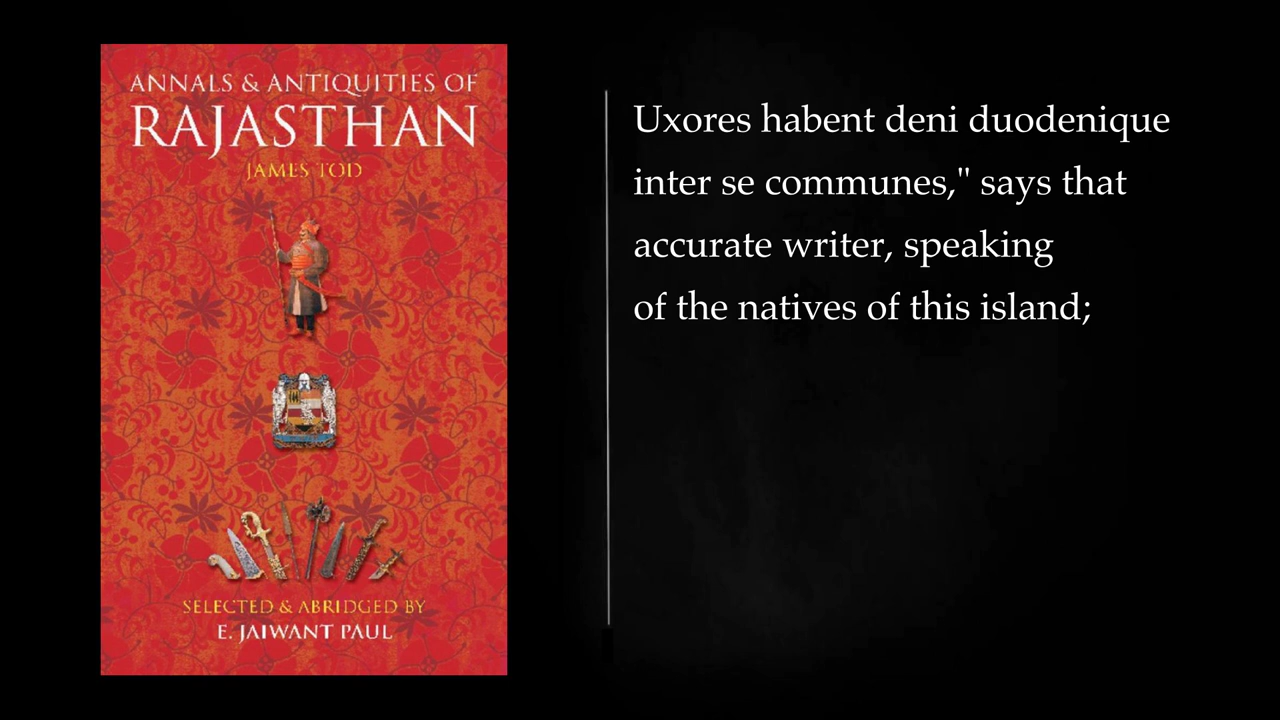 ANNALS & ANTIQUITIES OF
RAJASTHAN
JAMES TOD
SELECTED & ABRIDGED BY
E. JAIWANT PAUL
Uxores habent deni duodenique
inter se communes," says that
accurate writer, speaking
of the natives of this island;